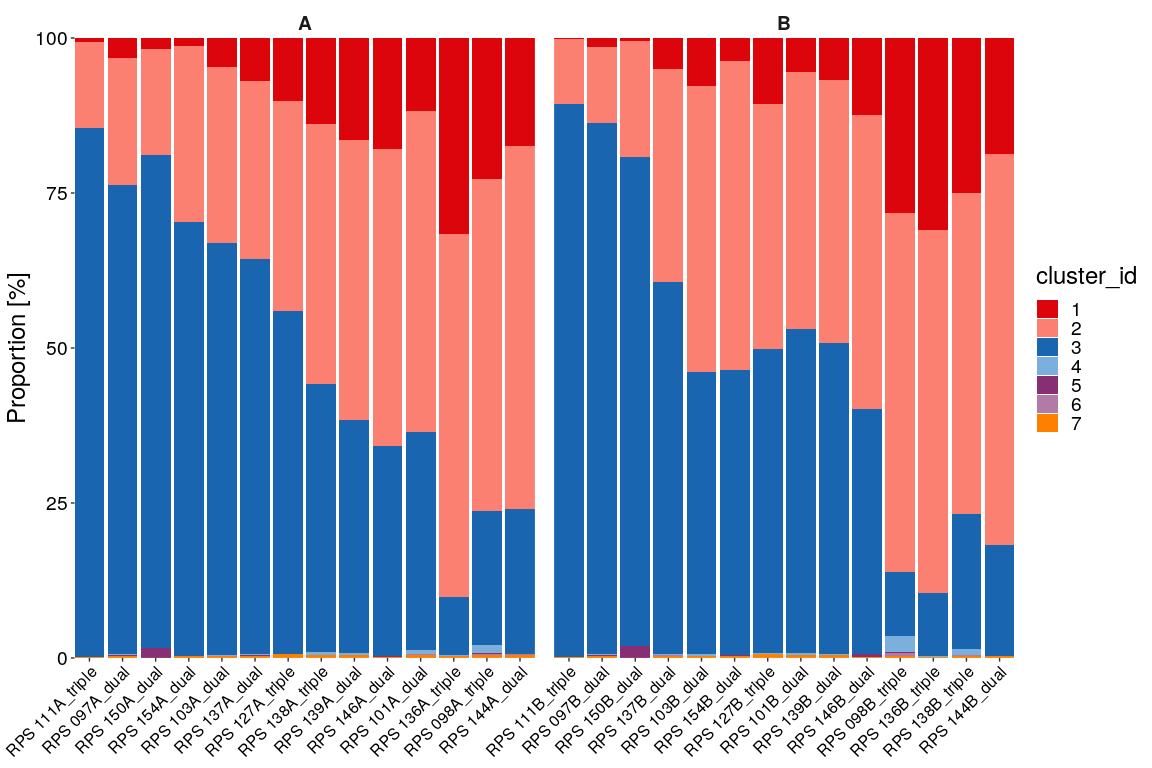 A
B
100
75
50
25
0
Proportion [%]
RPS 111A_triple
RPS 097A_dual
RPS 150A_dual
RPS 154A_dual
RPS 103A_dual
RPS 137A_dual
RPS 127A_triple
RPS 138A_triple
RPS 139A_dual
RPS 146A_dual
RPS 101A_dual
RPS 136A_triple
RPS 098A_triple
RPS 144A_dual
RPS 111B_triple
RPS 097B_dual
RPS 150B_dual
RPS 137B_dual
RPS 103B_dual
RPS 154B_dual
RPS 127B_triple
RPS 101B_dual
RPS 139B_dual
RPS 146B_dual
RPS 098B_triple
RPS 136B_triple
RPS 138B_triple
RPS 144B_dual
cluster_id
1
2
3
4
5
6
7